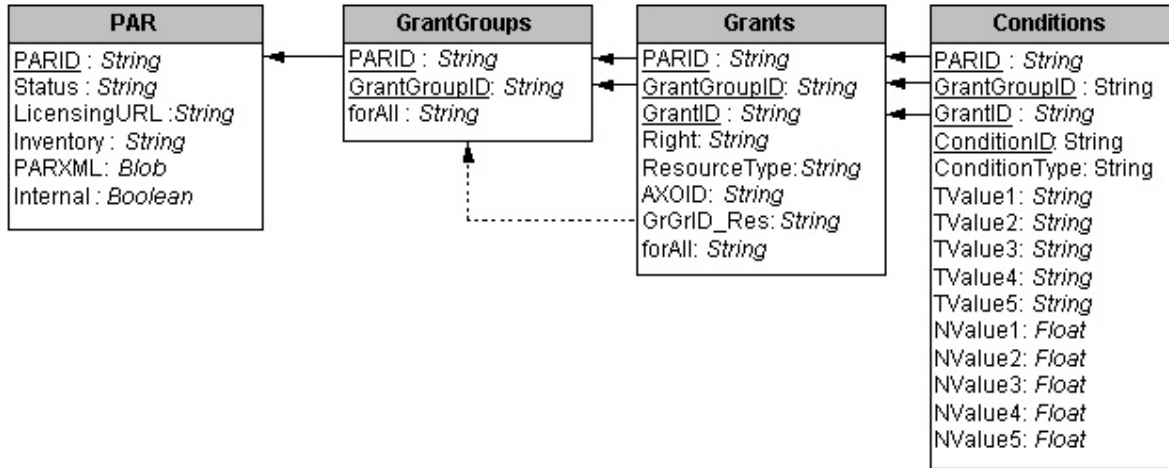 PAR
PARID : String
Status : String
LicensingURL :String
Inventory : String
PARXML: Blob
Internal : Boolean
GrantGroups
PARID : String
GrantGroupID: String
forAll : String
Grants
PARID : String
GrantGroupID: String
GrantID : String
Right: String
ResourceType:String
AXOID: String
GrGrID_Res: String
forAll: String
Conditions
PARID : String
GrantGroupID : String
GrantID : String
ConditionID: String
ConditionType: String
TValue1: String
TValue2: String
TValue3: String
TValue4: String
TValue5: String
NValue1: Float
NValue2: Float
NValue3: Float
NValue4: Float
NValue5: Float